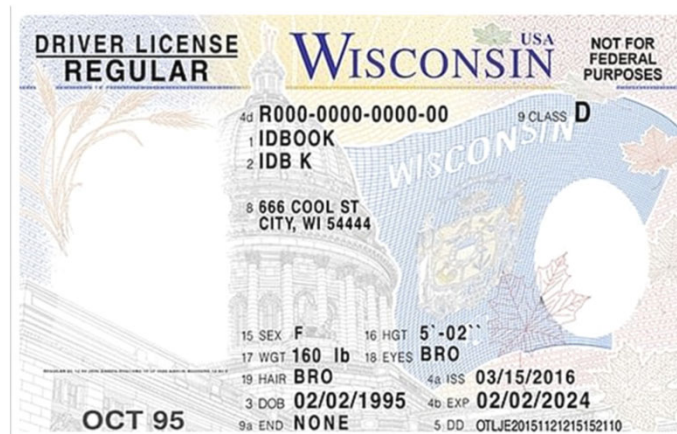 DRIVER LICENSE
REGULAR
WISCONSIN USA
NOT FOR
FEDERAL
PURPOSES
4d R000-0000-0000-00
9 CLASS D
1 IDBOOK
2 IDB K
WISCONSIN
8 666 COOL ST
CITY, WI 54444
15 SEX F 16 HGT 5`-02``
17 WGT 160 lb 18 EYES BRO
19 HAIR BRO 4a ISS 03/15/2016
3 DOB 02/02/1995 4b EXP 02/02/2024
OCT 95 9a END NONE 5 DD OTLJE20151121215152110